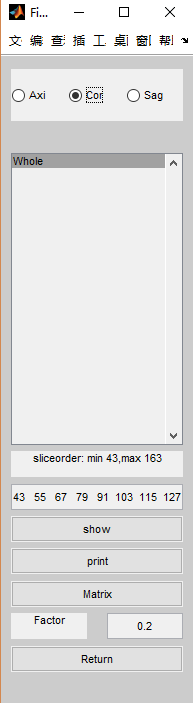 Fi...
文 编 查 插 工 桌 窗 帮
Axi Cor Sag
Whole
sliceorder: min 43,max 163
43 55 67 79 91 103 115 127
show
print
Matrix
Factor 0.2
Return